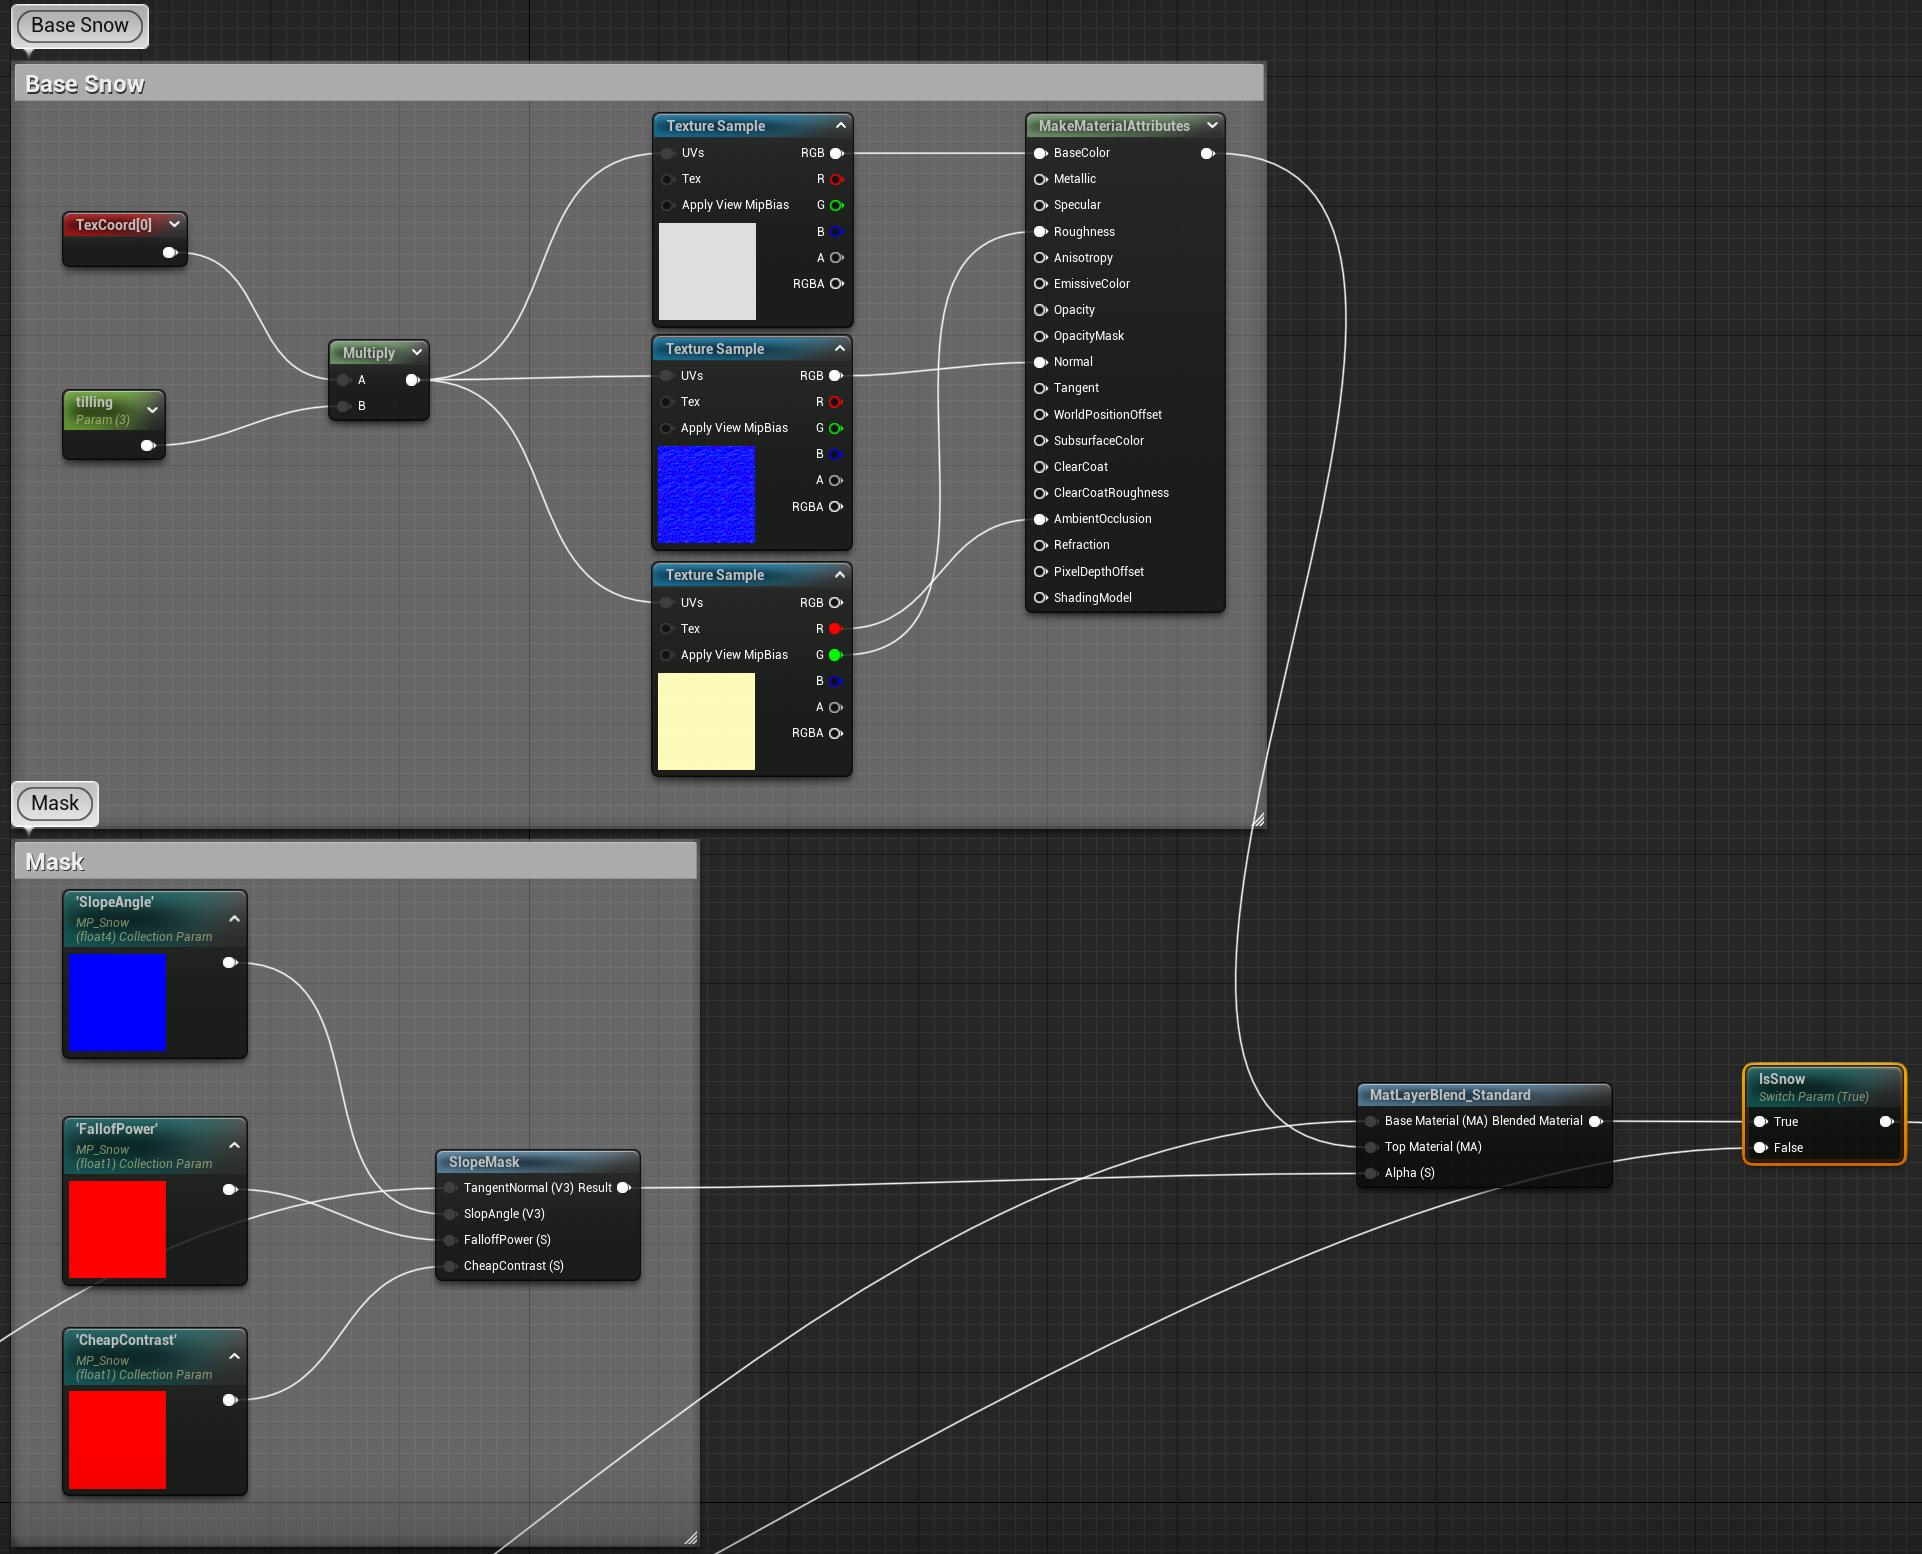 Base Snow
Base Snow
TexCoord[0]
tilling
Param (3)
Multiply
A
B
Texture Sample
UVs RGB
Tex R
Apply View MipBias G
B
A
RGBA
Texture Sample
UVs RGB
Tex R
Apply View MipBias G
B
A
RGBA
Texture Sample
UVs RGB
Tex R
Apply View MipBias G
B
A
RGBA
MakeMaterialAttributes
BaseColor
Metallic
Specular
Roughness
Anisotropy
EmissiveColor
Opacity
OpacityMask
Normal
Tangent
WorldPositionOffset
SubsurfaceColor
ClearCoat
ClearCoatRoughness
AmbientOcclusion
Refraction
PixelDepthOffset
ShadingModel
Mask
Mask
'SlopeAngle'
MP_Snow
(float4) Collection Param
'FallofPower'
MP_Snow
(float1) Collection Param
'CheapContrast'
MP_Snow
(float1) Collection Param
SlopeMask
TangentNormal (V3) Result
SlopAngle (V3)
FalloffPower (S)
CheapContrast (S)
MatLayerBlend_Standard
Base Material (MA) Blended Material
Top Material (MA)
Alpha (S)
IsSnow
Switch Param (True)
True
False